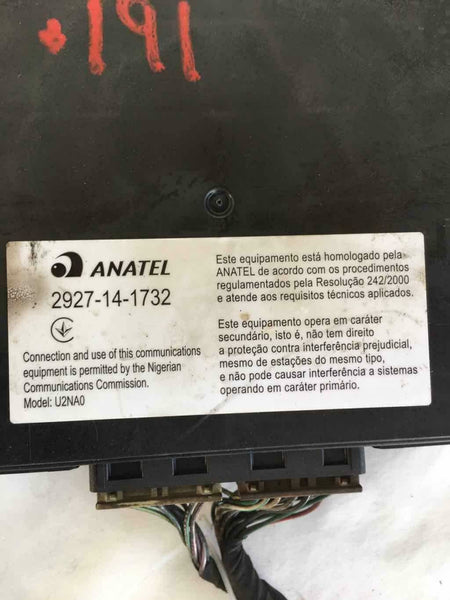 +191
ANATEL
2927-14-1732
Connection and use of this communications
equipment is permitted by the Nigerian
Communications Commission.
Model: U2NA0
Este equipamento está homologado pela
ANATEL de acordo com os procedimentos
regulamentados pela Resolução 242/2000
e atende aos requisitos técnicos aplicados.
Este equipamento opera em caráter
secundário, isto é, não tem direito
a proteção contra interferência prejudicial,
mesmo de estações do mesmo tipo,
e não pode causar interferência a sistemas
operando em caráter primário.